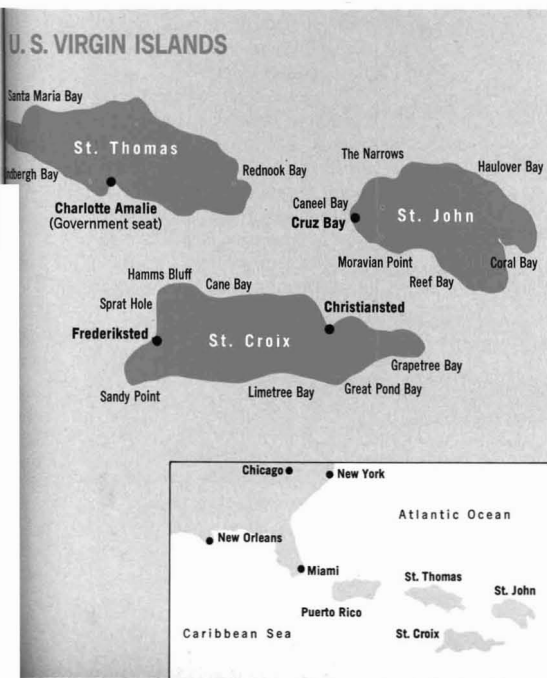 U. S. VIRGIN ISLANDS
Santa Maria Bay
St. Thomas
Bay
Rednook Bay
Charlotte Amalie
(Government seat)
The Narrows
Haulover Bay
Caneel Bay
Cruz Bay
St. John
Moravian Point
Coral Bay
Reef Bay
Hamms Bluff
Cane Bay
Sprat Hole
Christiansted
Frederiksted
St. Croix
Grapetree Bay
Sandy Point
Limetree Bay
Great Pond Bay
Chicago
New York
Atlantic Ocean
New Orleans
Miami
St. Thomas
St. John
Puerto Rico
Caribbean Sea
St. Croix